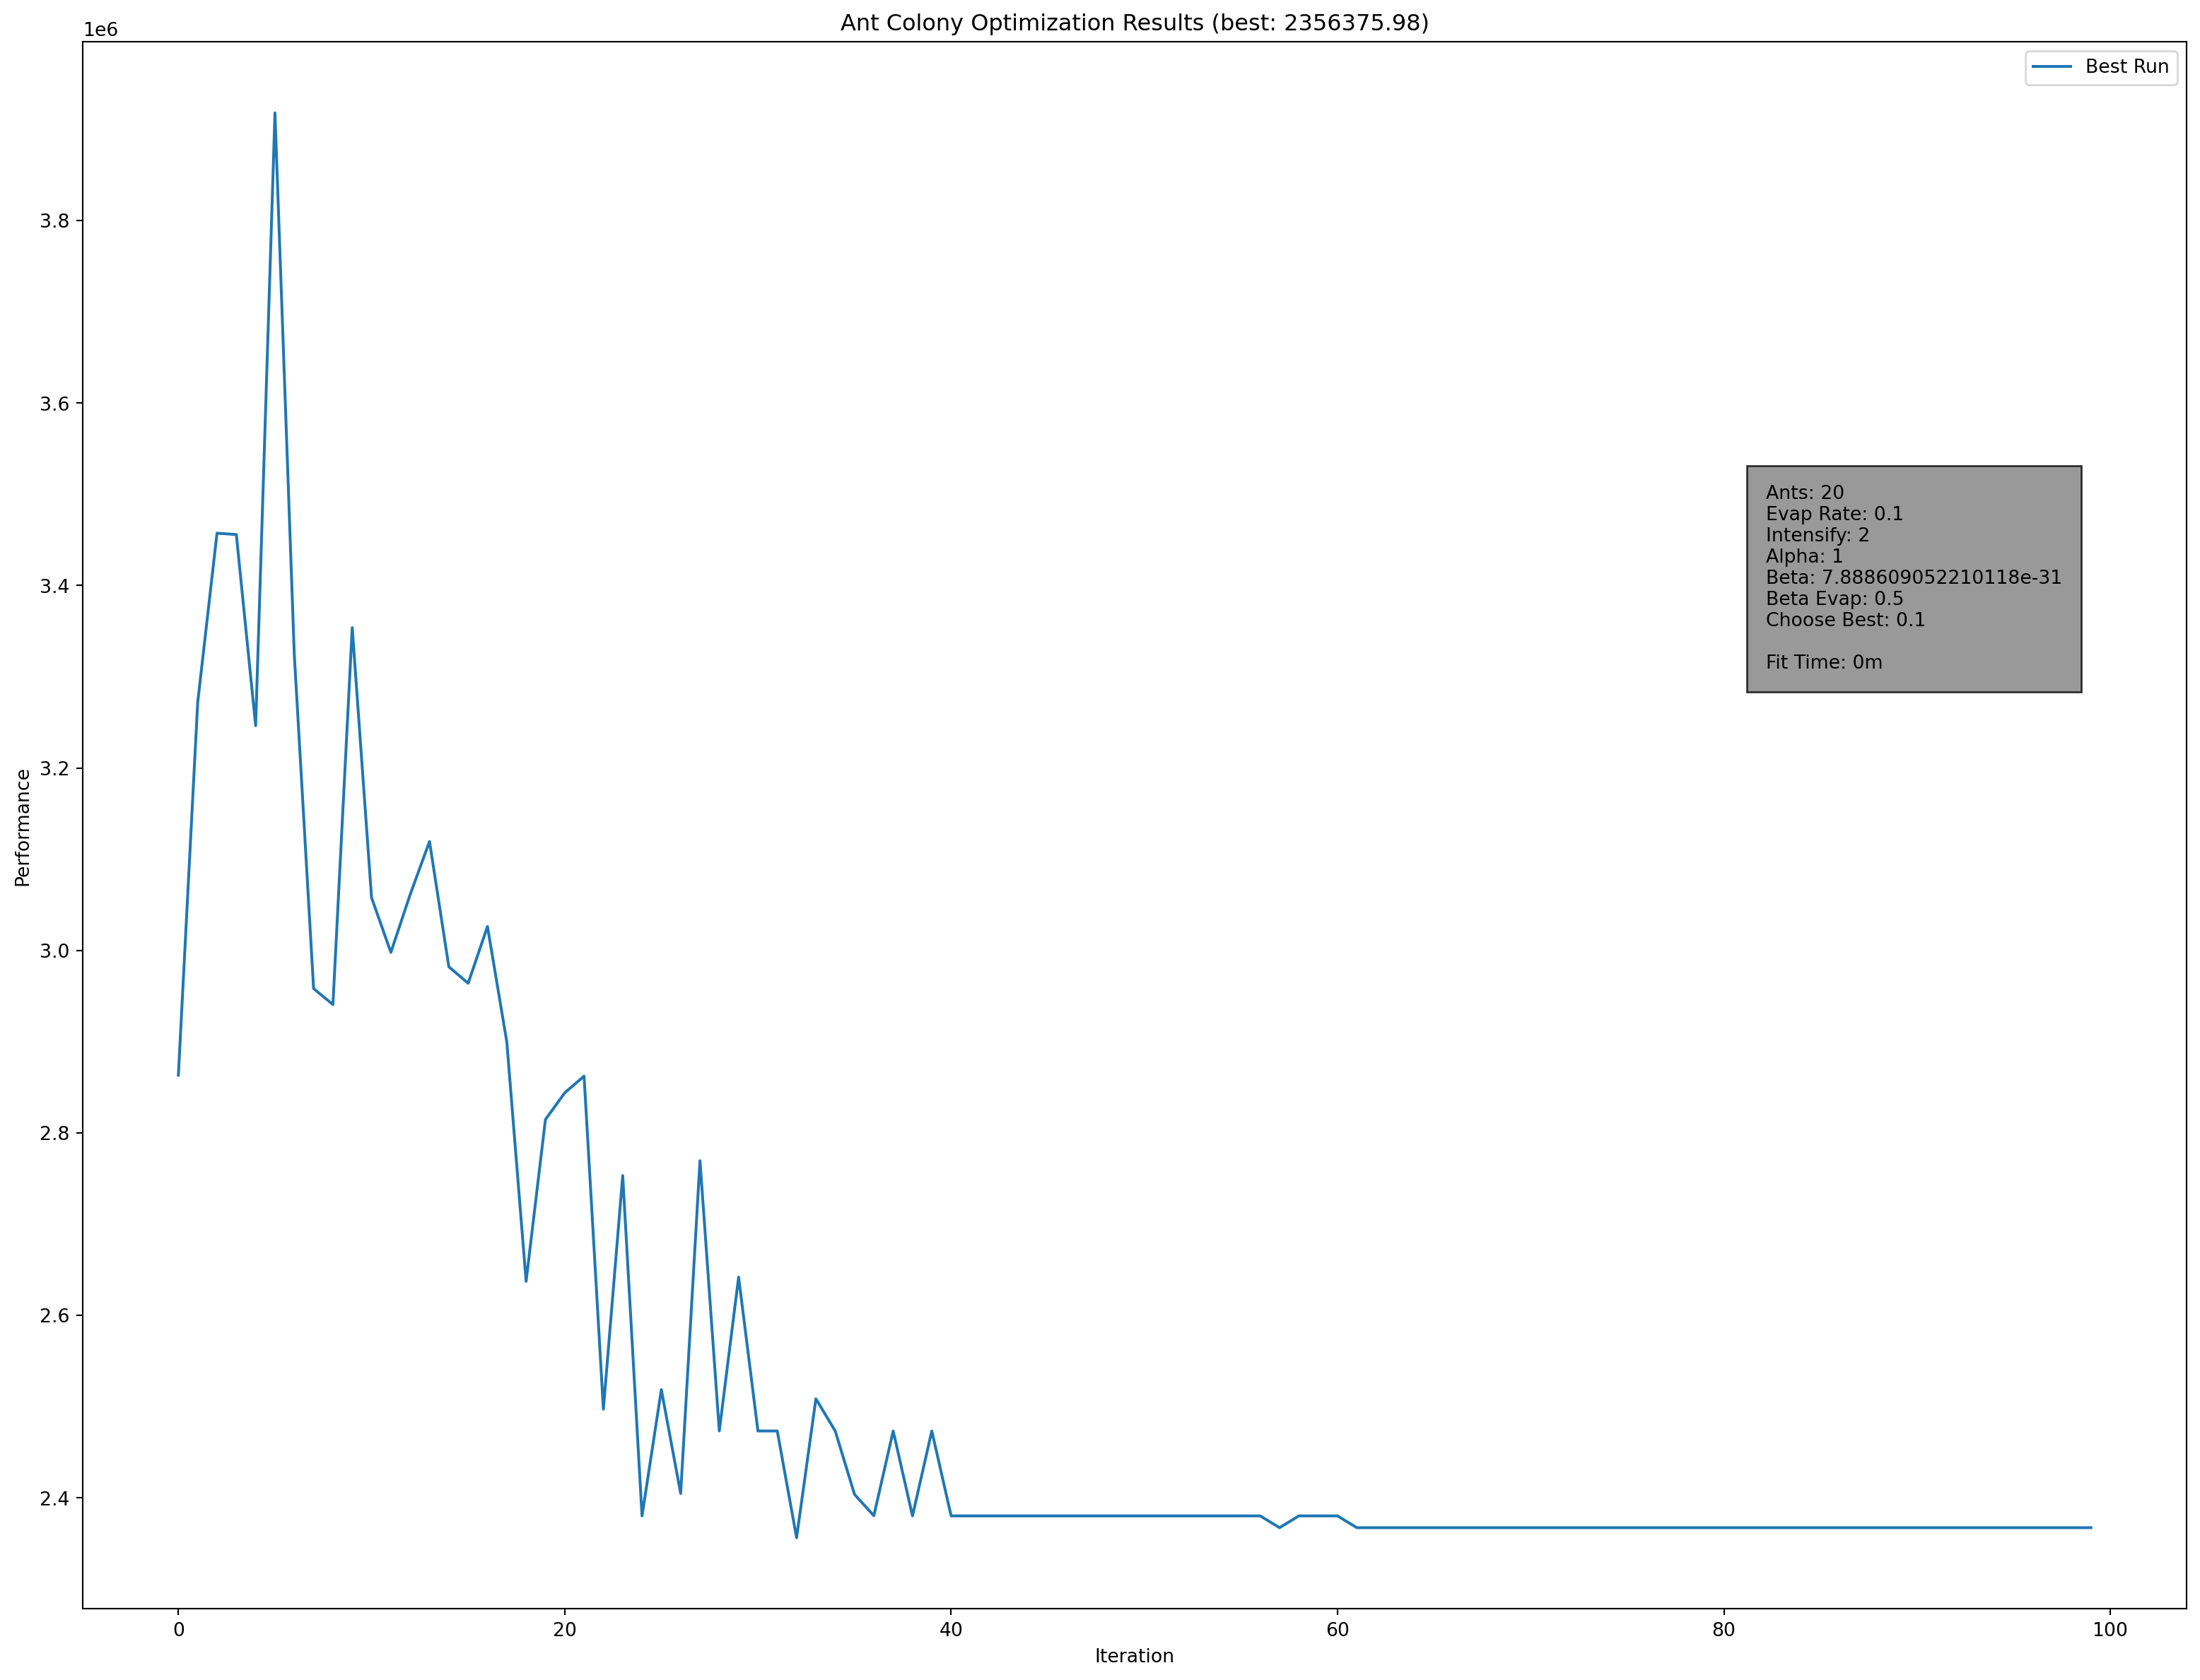 Ant Colony Optimization Results (best: 2356375.98)
1e6
Best Run
3.8
3.6
3.4
3.2
3.0
2.8
2.6
2.4
Performance
Ants: 20
Evap Rate: 0.1
Intensify: 2
Alpha: 1
Beta: 7.888609052210118e-31
Beta Evap: 0.5
Choose Best: 0.1
Fit Time: 0m
0 20 40 60 80 100
Iteration